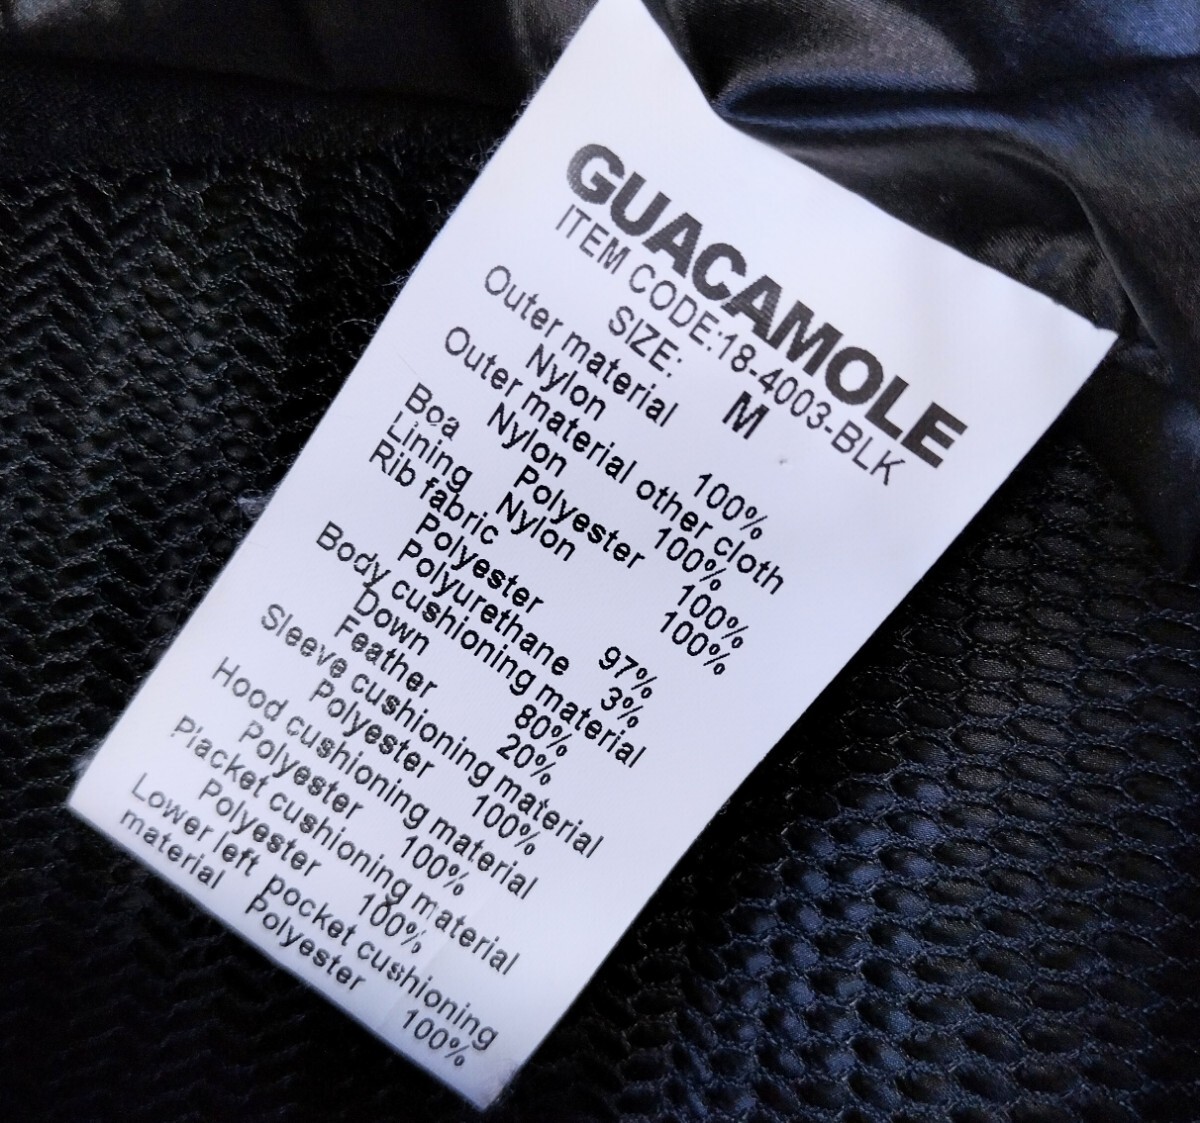 GUACAMOLE
ITEM CODE:18-4003-BLK
SIZE: M
Outer material
Nylon 100%
Outer material other cloth
Nylon 100%
Boa Polyester 100%
Lining Nylon 100%
Rib fabric
Polyester 97%
Polyurethane 3%
Body cushioning material
Down 80%
Feather 20%
Sleeve cushioning material
Polyester 100%
Hood cushioning material
Polyester 100%
Placket cushioning material
Polyester 100%
Lower left pocket cushioning
material
Polyester 100%